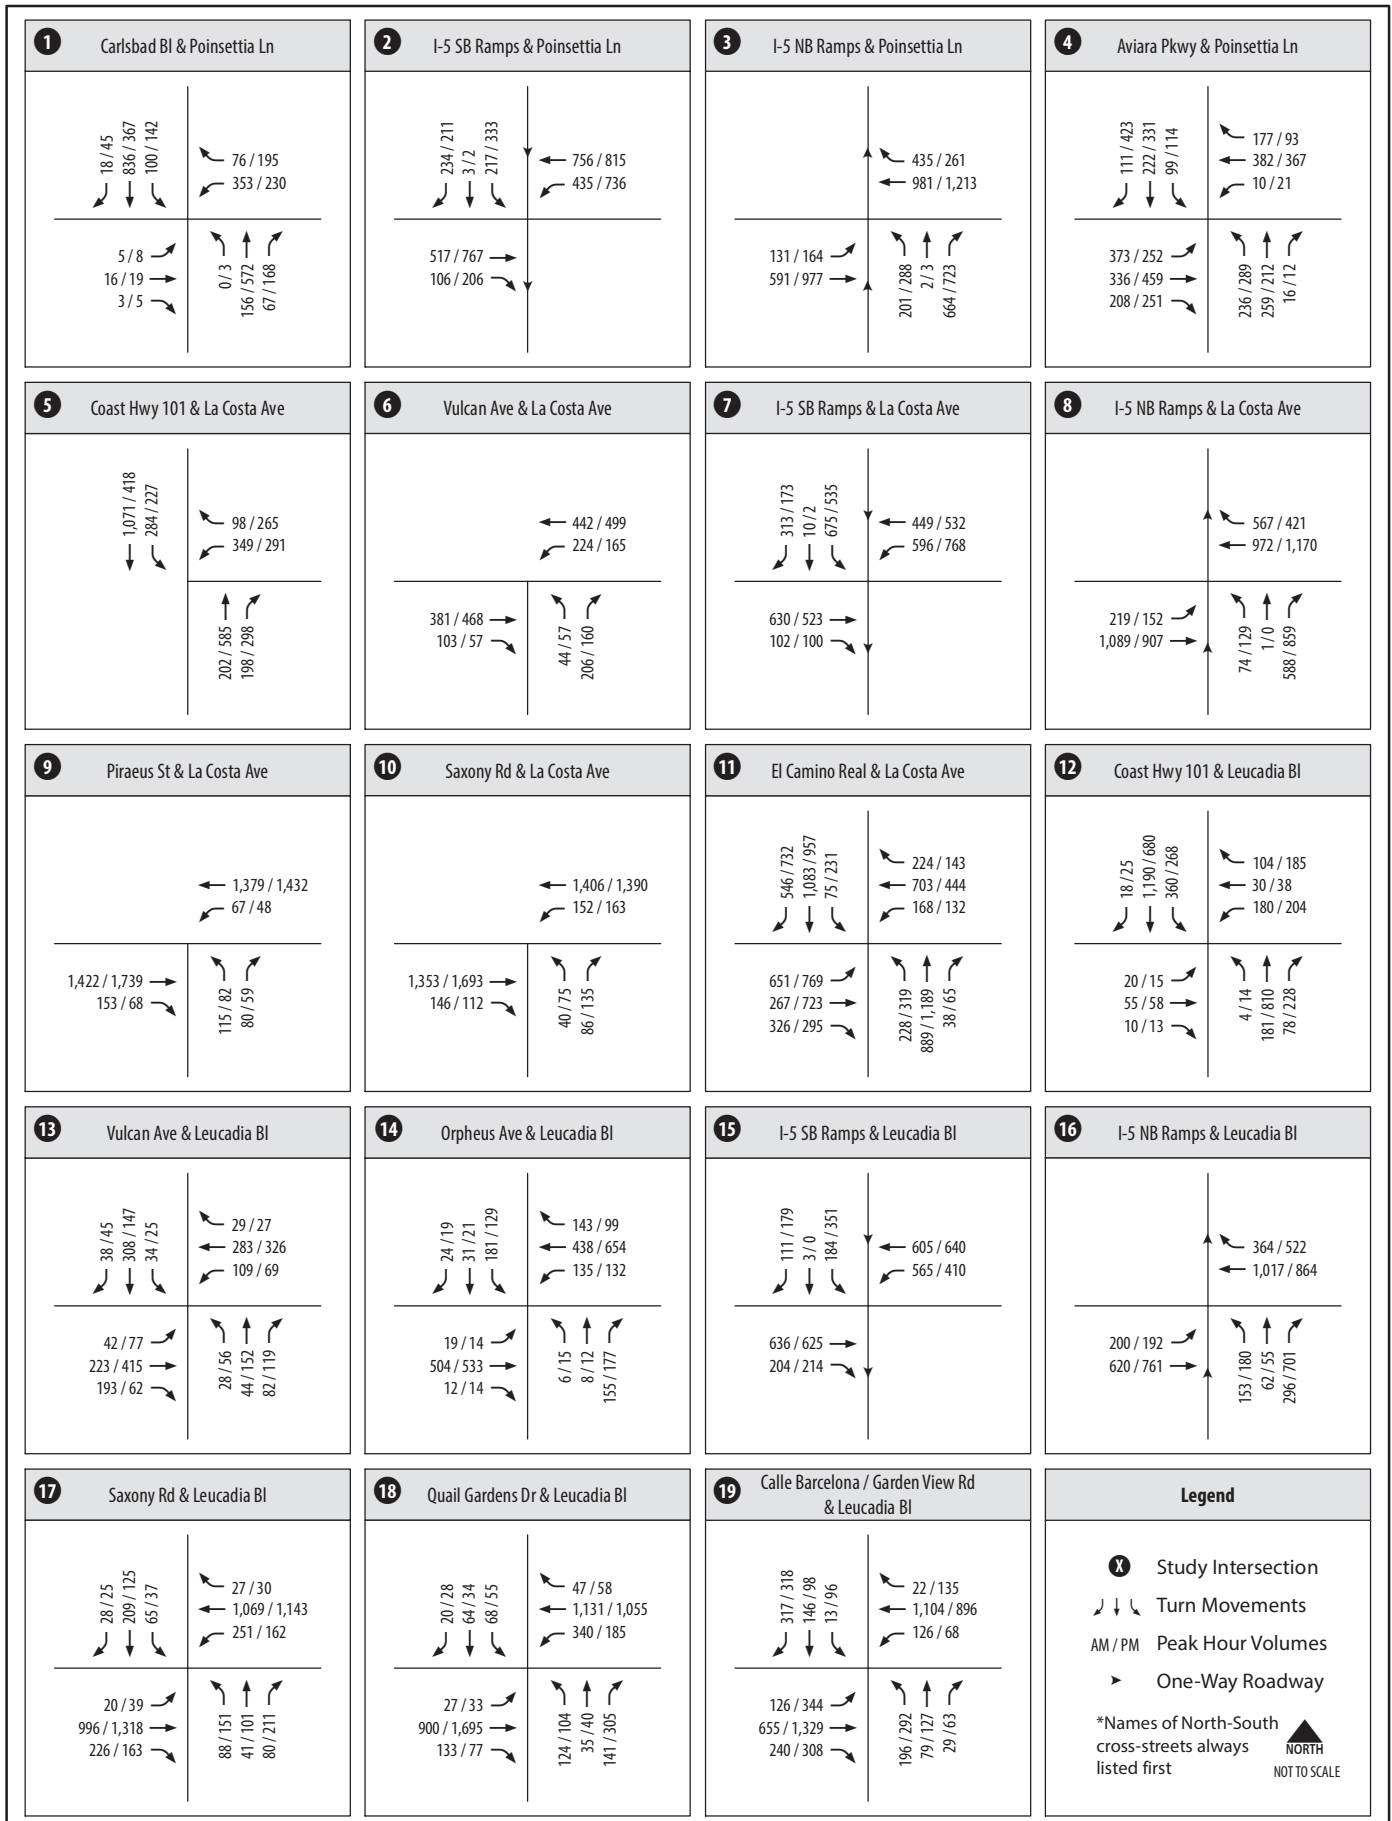 1 Carlsbad Bl & Poinsettia Ln
18 / 45
836 / 367
100 / 142
76 / 195
353 / 230
5 / 8
16 / 19
3 / 5
0 / 3
156 / 572
67 / 168
2 I-5 SB Ramps & Poinsettia Ln
234 / 211
3 / 2
217 / 333
756 / 815
435 / 736
517 / 767
106 / 206
3 I-5 NB Ramps & Poinsettia Ln
435 / 261
981 / 1,213
131 / 164
591 / 977
201 / 288
2 / 3
664 / 723
4 Aviara Pkwy & Poinsettia Ln
111 / 423
222 / 331
99 / 114
177 / 93
382 / 367
10 / 21
373 / 252
336 / 459
208 / 251
236 / 289
259 / 212
16 / 12
5 Coast Hwy 101 & La Costa Ave
1,071 / 418
284 / 227
98 / 265
349 / 291
202 / 585
198 / 298
6 Vulcan Ave & La Costa Ave
442 / 499
224 / 165
381 / 468
103 / 57
44 / 57
206 / 160
7 I-5 SB Ramps & La Costa Ave
313 / 173
10 / 2
675 / 535
449 / 532
596 / 768
630 / 523
102 / 100
8 I-5 NB Ramps & La Costa Ave
567 / 421
972 / 1,170
219 / 152
1,089 / 907
74 / 129
1 / 0
588 / 859
9 Piraeus St & La Costa Ave
1,379 / 1,432
67 / 48
1,422 / 1,739
153 / 68
115 / 82
80 / 59
10 Saxony Rd & La Costa Ave
1,406 / 1,390
152 / 163
1,353 / 1,693
146 / 112
40 / 75
86 / 135
11 El Camino Real & La Costa Ave
546 / 732
1,083 / 957
75 / 231
224 / 143
703 / 444
168 / 132
651 / 769
267 / 723
326 / 295
228 / 319
889 / 1,189
38 / 65
12 Coast Hwy 101 & Leucadia Bl
18 / 25
1,190 / 680
360 / 268
104 / 185
30 / 38
180 / 204
20 / 15
55 / 58
10 / 13
4 / 14
181 / 810
78 / 228
13 Vulcan Ave & Leucadia Bl
38 / 45
308 / 147
34 / 25
29 / 27
283 / 326
109 / 69
42 / 77
223 / 415
193 / 62
28 / 56
44 / 152
82 / 119
14 Orpheus Ave & Leucadia Bl
24 / 19
31 / 21
181 / 129
143 / 99
438 / 654
135 / 132
19 / 14
504 / 533
12 / 14
6 / 15
8 / 12
155 / 177
15 I-5 SB Ramps & Leucadia Bl
111 / 179
3 / 0
184 / 351
605 / 640
565 / 410
636 / 625
204 / 214
16 I-5 NB Ramps & Leucadia Bl
364 / 522
1,017 / 864
200 / 192
620 / 761
153 / 180
62 / 55
296 / 701
17 Saxony Rd & Leucadia Bl
28 / 25
209 / 125
65 / 37
27 / 30
1,069 / 1,143
251 / 162
20 / 39
996 / 1,318
226 / 163
88 / 151
41 / 101
80 / 211
18 Quail Gardens Dr & Leucadia Bl
20 / 28
64 / 34
68 / 55
47 / 58
1,131 / 1,055
340 / 185
27 / 33
900 / 1,695
133 / 77
124 / 104
35 / 40
141 / 305
19 Calle Barcelona / Garden View Rd
& Leucadia Bl
317 / 318
146 / 98
13 / 96
22 / 135
1,104 / 896
126 / 68
126 / 344
655 / 1,329
240 / 308
196 / 292
79 / 127
29 / 63
Legend
X Study Intersection
Turn Movements
AM / PM Peak Hour Volumes
One-Way Roadway
*Names of North-South
cross-streets always
listed first
NORTH
NOT TO SCALE